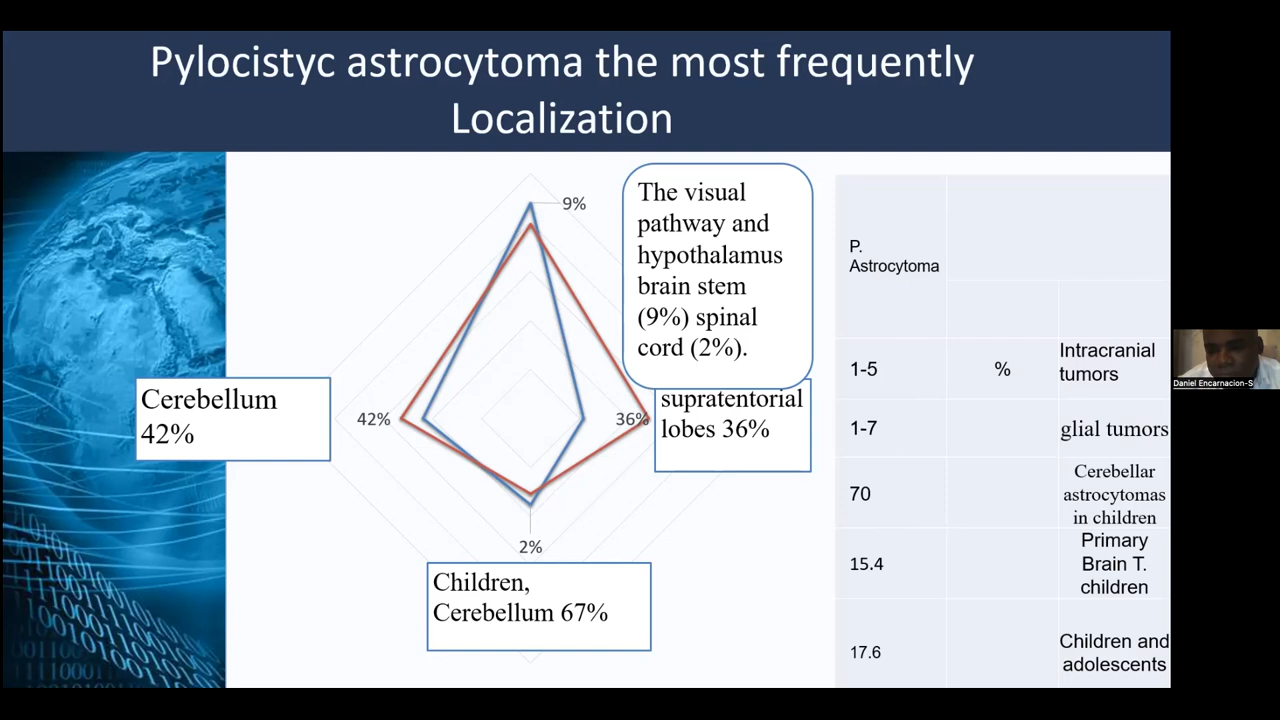 Pylocistyc astrocytoma the most frequently
Localization
9%
42%
36%
2%
The visual
pathway and
hypothalamus
brain stem
(9%) spinal
cord (2%).
Cerebellum
42%
supratentorial
lobes 36%
Children,
Cerebellum 67%
P.
Astrocytoma
1-5
%
Intracranial
tumors
1-7
glial tumors
70
Cerebellar
astrocytomas
in children
15.4
Primary
Brain T.
children
17.6
Children and
adolescents
Daniel Encarnacion-S